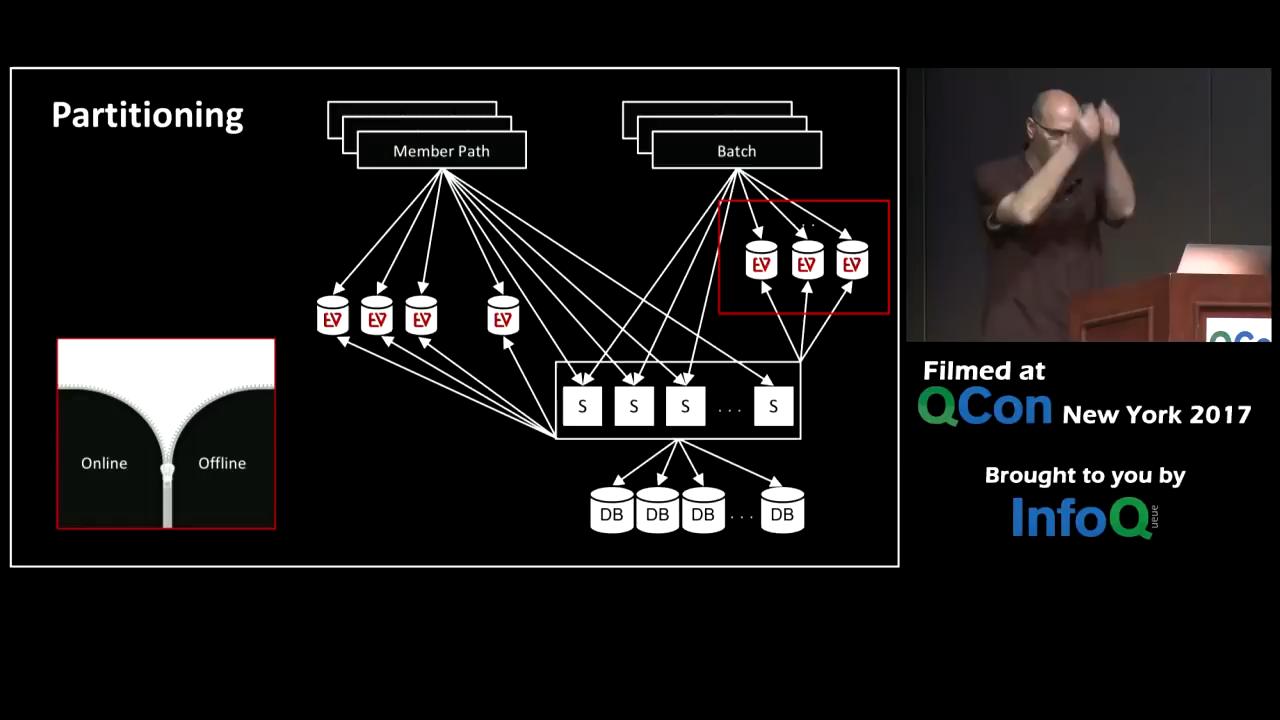 Partitioning
Member Path
Batch
EV EV EV
EV EV EV EV
S S S . . . S
Online Offline
DB DB DB . . . DB
Filmed at
QCon New York 2017
Brought to you by
InfoQ